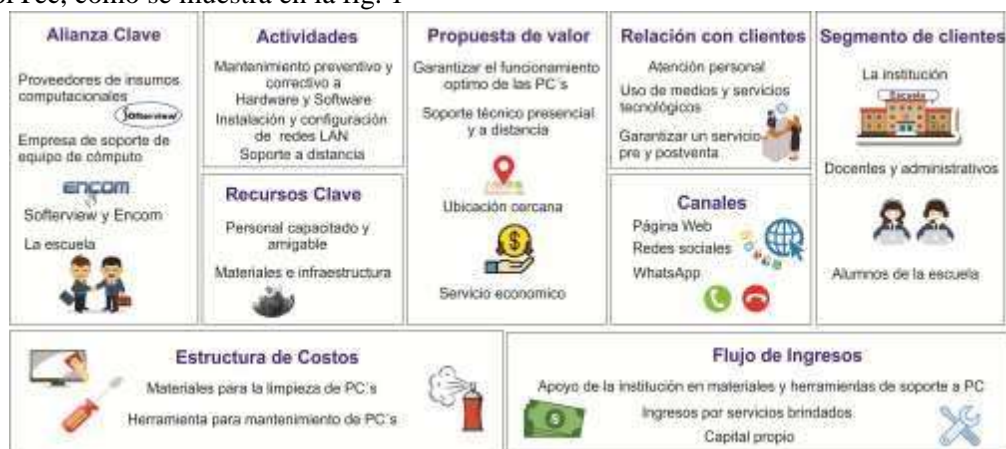 como se muestra en la fig. 1
Alianza Clave
Proveedores de insumos
computacionales
Softerview
Empresa de soporte de
equipo de cómputo
encom
Softerview y Encom
La escuela
Actividades
Mantenimiento preventivo y
correctivo a
Hardware y Software
Instalación y configuración
de redes LAN
Soporte a distancia
Recursos Clave
Personal capacitado y
amigable
Materiales e infraestructura
Propuesta de valor
Garantizar el funcionamiento
optimo de las PC´s
Soporte técnico presencial
y a distancia
Ubicación cercana
Servicio economico
Relación con clientes
Atención personal
Uso de medios y servicios
tecnológicos
Garantizar un servicio
pre y postventa
Canales
Página Web
Redes sociales
WhatsApp
Segmento de clientes
La institución
Escuela
Docentes y administrativos
Alumnos de la escuela
Estructura de Costos
Materiales para la limpieza de PC´s
Herramienta para mantenimiento de PC´s
Flujo de Ingresos
Apoyo de la institución en materiales y herramientas de soporte a PC
Ingresos por servicios brindados
Capital propio